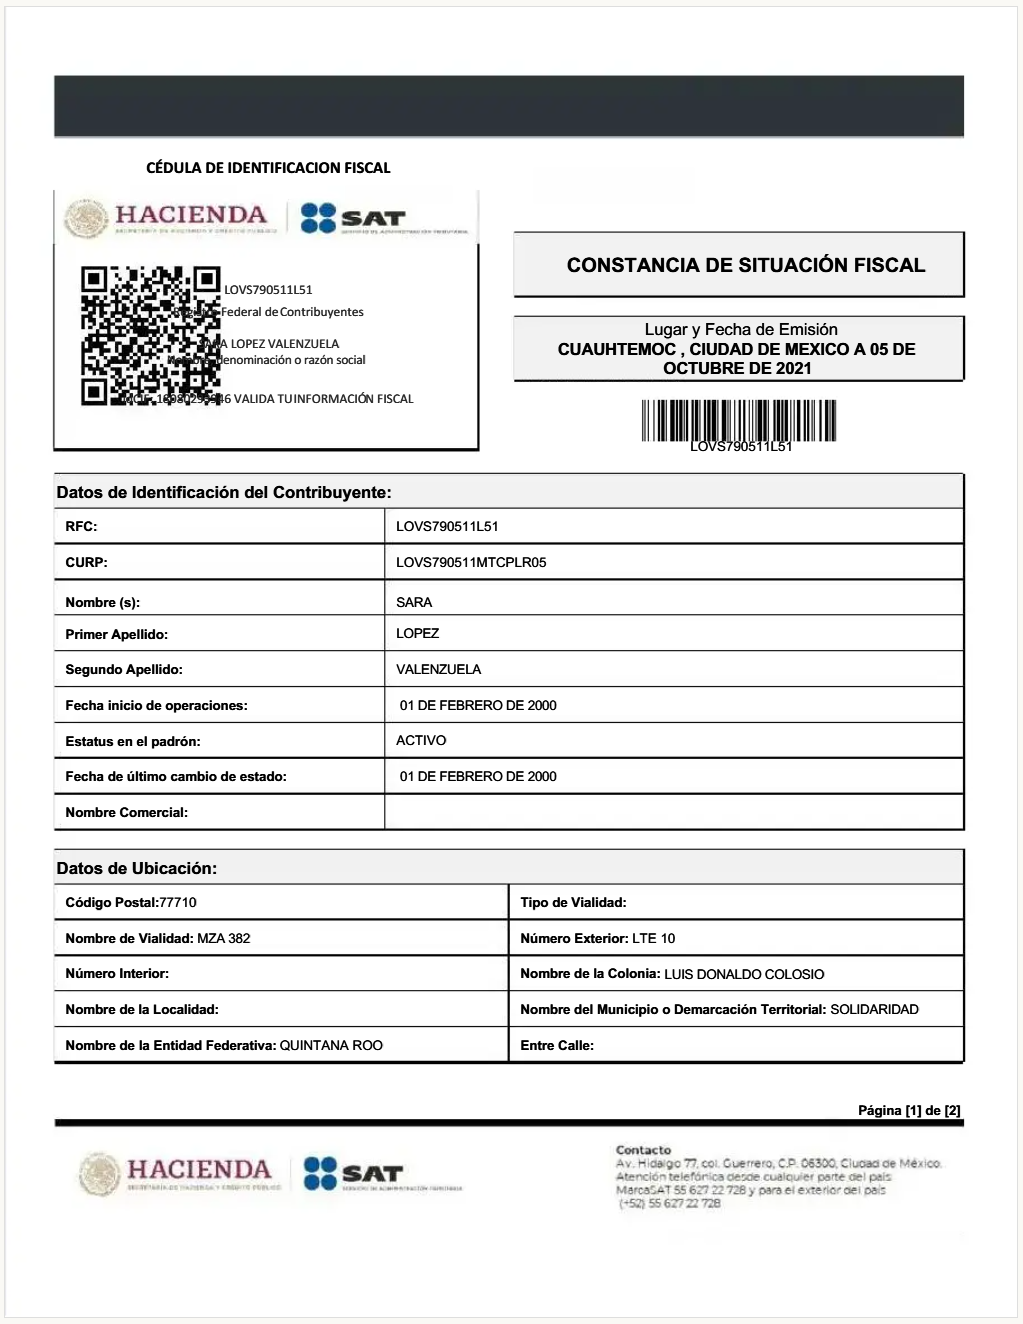 CÉDULA DE IDENTIFICACION FISCAL
HACIENDA
SECRETARÍA DE HACIENDA Y CRÉDITO PÚBLICO
SAT
SERVICIO DE ADMINISTRACIÓN TRIBUTARIA
LOVS790511L51
Federal de Contribuyentes
LOPEZ VALENZUELA
denominación o razón social
VALIDA TU INFORMACIÓN FISCAL
CONSTANCIA DE SITUACIÓN FISCAL
Lugar y Fecha de Emisión
CUAUHTEMOC , CIUDAD DE MEXICO A 05 DE
OCTUBRE DE 2021
LOVS790511L51
Datos de Identificación del Contribuyente:
RFC: LOVS790511L51
CURP: LOVS790511MTCPLR05
Nombre (s): SARA
Primer Apellido: LOPEZ
Segundo Apellido: VALENZUELA
Fecha inicio de operaciones: 01 DE FEBRERO DE 2000
Estatus en el padrón: ACTIVO
Fecha de último cambio de estado: 01 DE FEBRERO DE 2000
Nombre Comercial:
Datos de Ubicación:
Código Postal:77710 Tipo de Vialidad:
Nombre de Vialidad: MZA 382 Número Exterior: LTE 10
Número Interior: Nombre de la Colonia: LUIS DONALDO COLOSIO
Nombre de la Localidad: Nombre del Municipio o Demarcación Territorial: SOLIDARIDAD
Nombre de la Entidad Federativa: QUINTANA ROO Entre Calle:
Página [1] de [2]
HACIENDA
SECRETARÍA DE HACIENDA Y CRÉDITO PÚBLICO
SAT
SERVICIO DE ADMINISTRACIÓN TRIBUTARIA
Contacto
Av. Hidalgo 77, col. Guerrero, C.P. 06300, Ciudad de México.
Atención telefónica desde cualquier parte del país
MarcaSAT 55 627 22 728 y para el exterior del país
(+52) 55 627 22 728